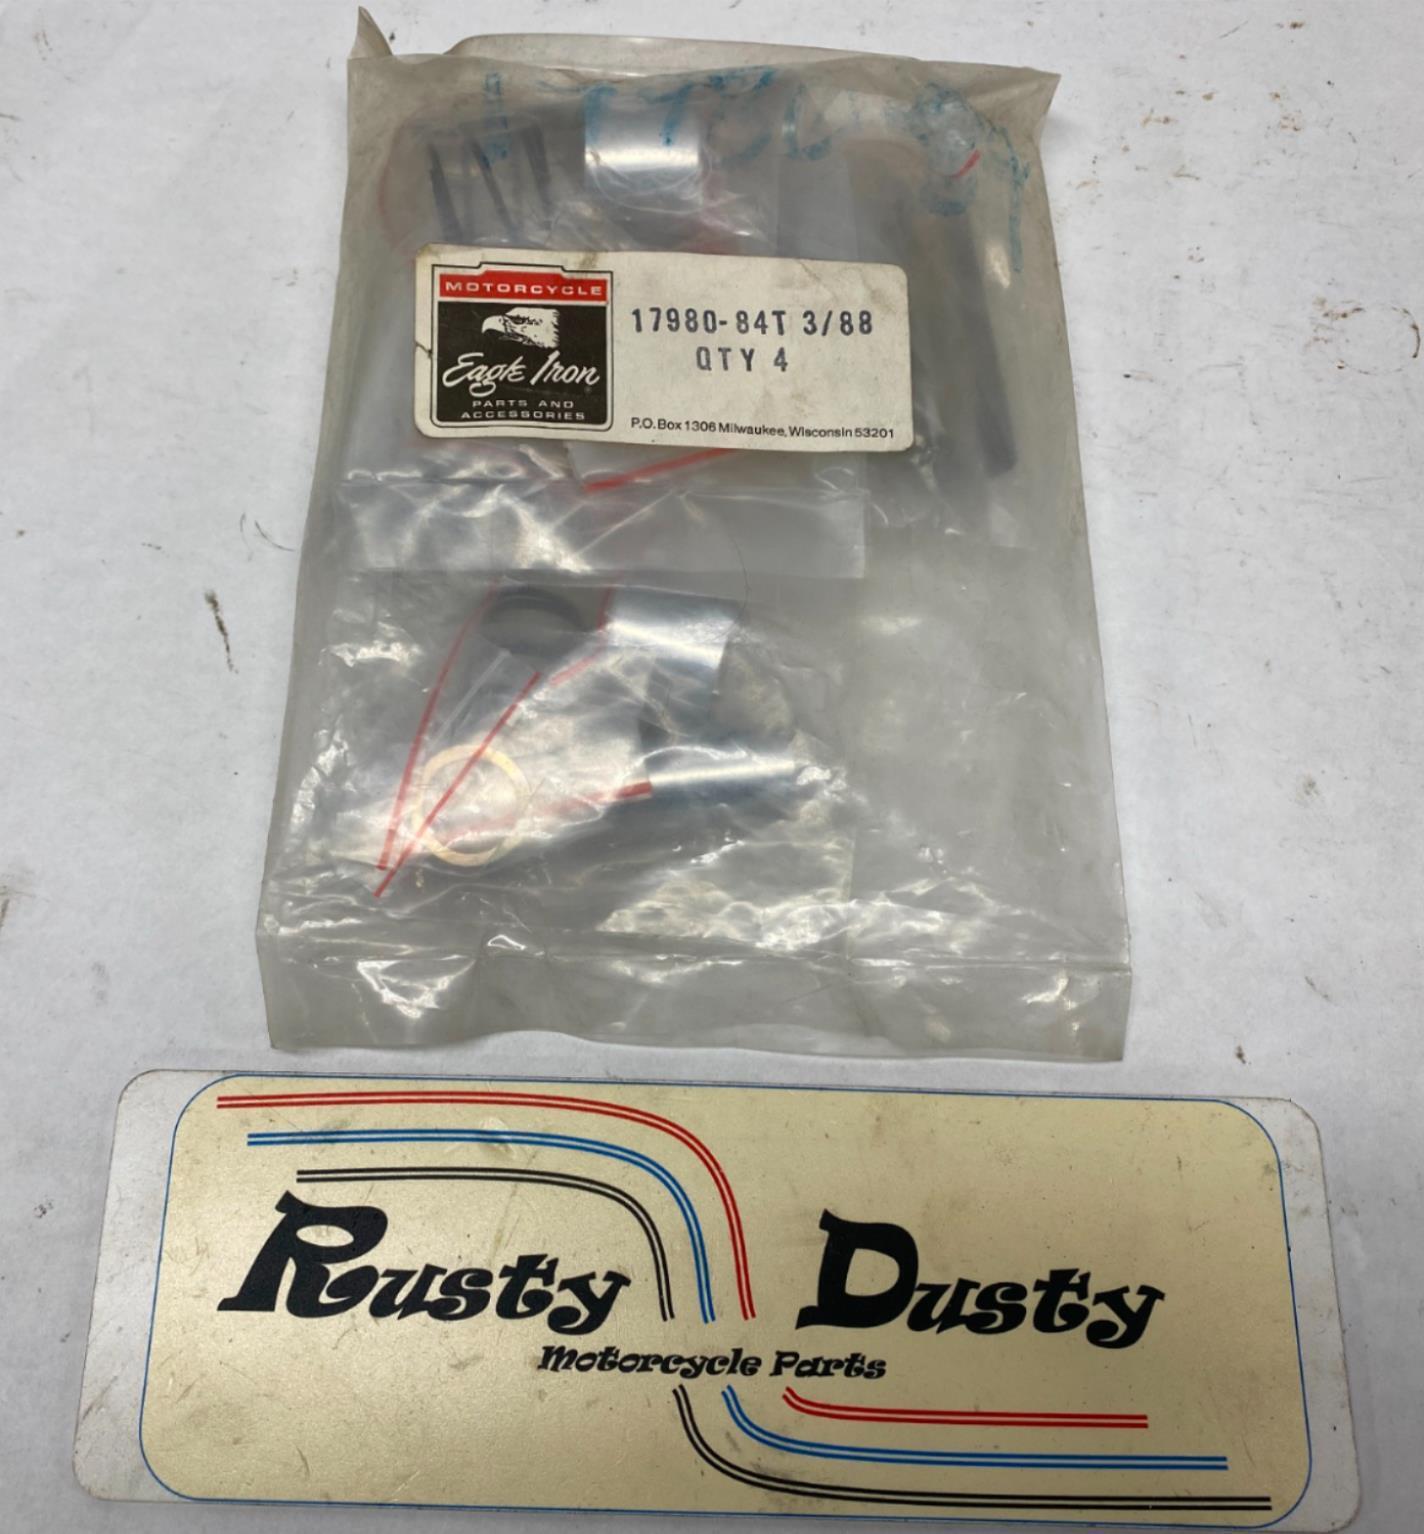 MOTORCYCLE
Eagle Iron
PARTS AND
ACCESSORIES
17980-84T 3/88
QTY 4
P.O. Box 1306 Milwaukee, Wisconsin 53201
Rusty Dusty
Motorcycle Parts